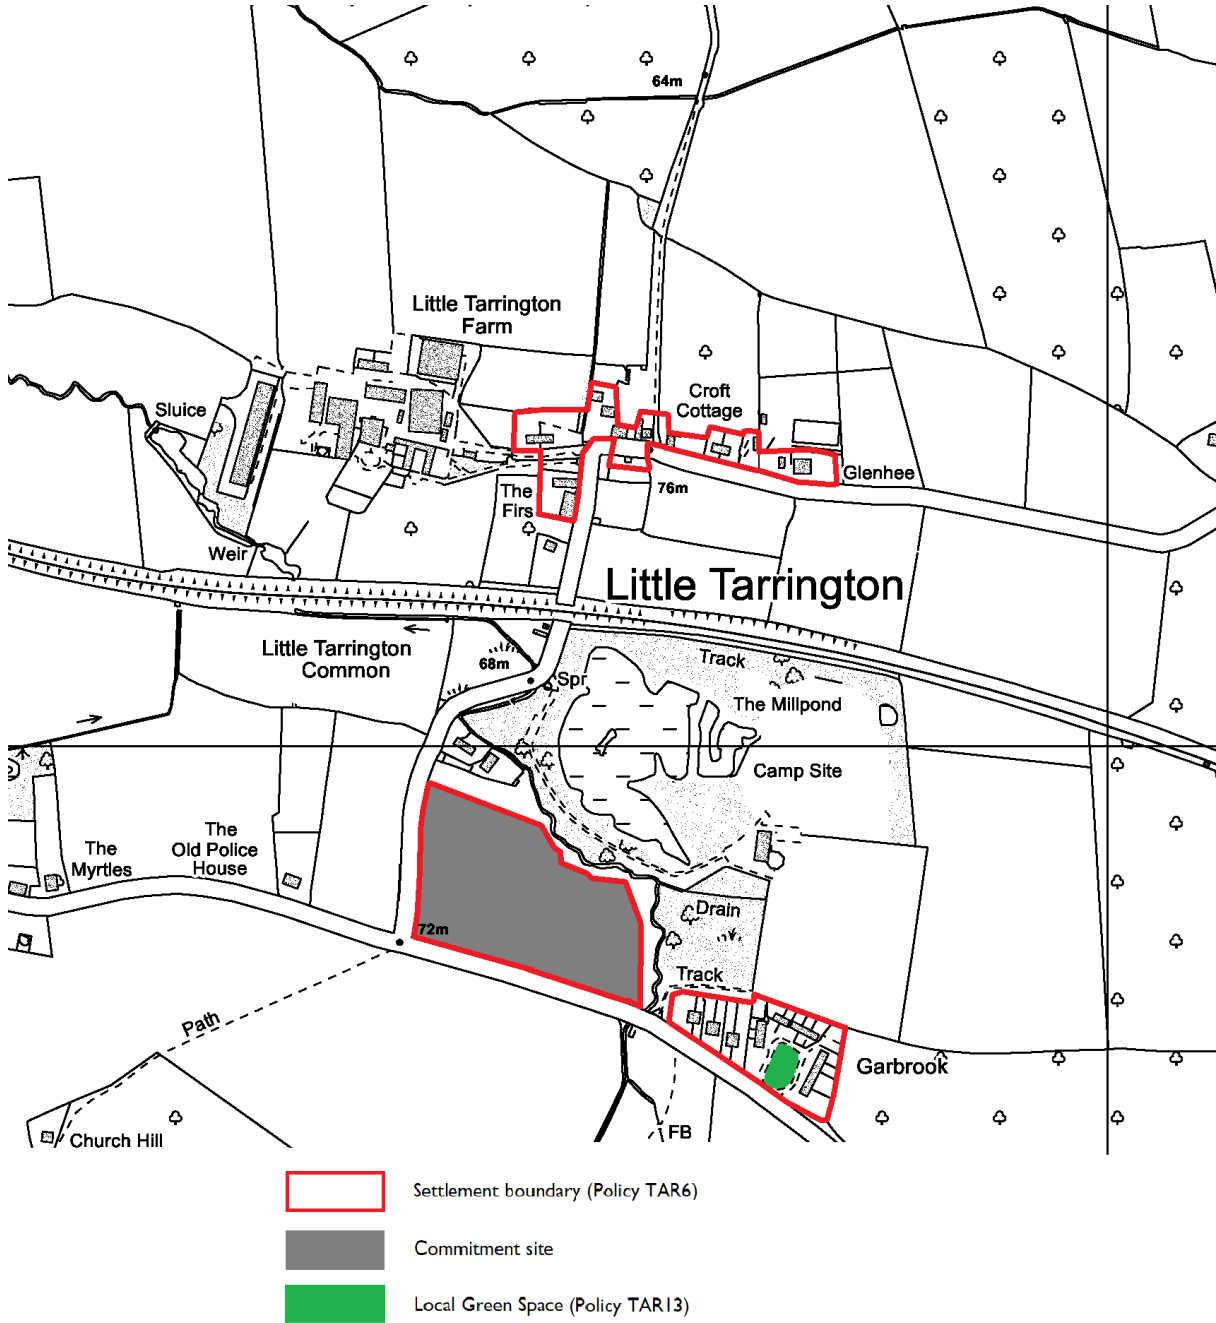 64m
Little Tarrington
Farm
Croft
Cottage
Sluice
Glenhee
The
Firs
76m
Weir
Little Tarrington
Little Tarrington
Common
68m
Track
Spr
The Millpond
Camp Site
The
Old Police
House
The
Myrtles
Drain
72m
Track
Path
Garbrook
FB
Church Hill
Settlement boundary (Policy TAR6)
Commitment site
Local Green Space (Policy TAR13)